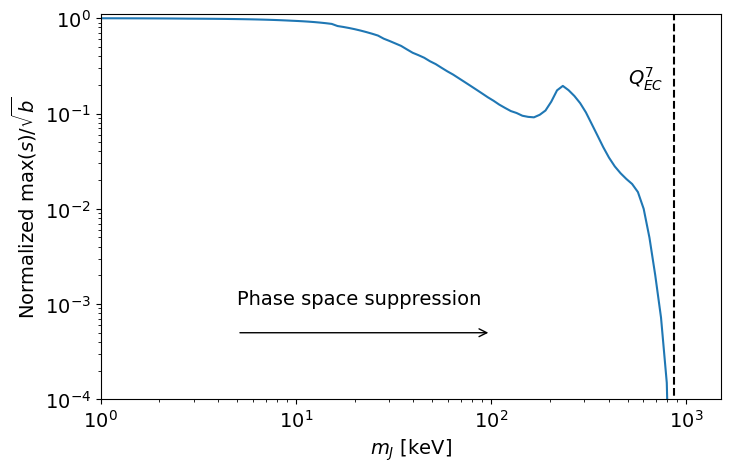 Normalized max(s)/√b
10⁰
10⁻¹
10⁻²
10⁻³
10⁻⁴
Q⁷_EC
Phase space suppression
10⁰ 10¹ 10² 10³
m_J [keV]